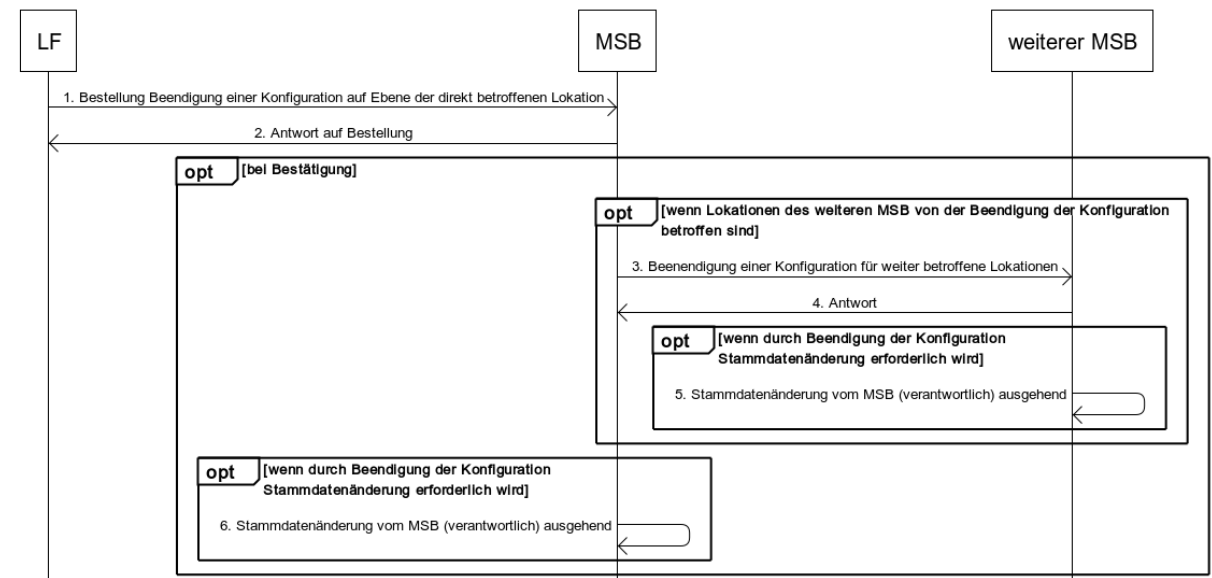 LF
MSB
weiterer MSB
1. Bestellung Beendigung einer Konfiguration auf Ebene der direkt betroffenen Lokation
2. Antwort auf Bestellung
opt
[bei Bestätigung]
opt
[wenn Lokationen des weiteren MSB von der Beendigung der Konfiguration
betroffen sind]
3. Beenendigung einer Konfiguration für weiter betroffene Lokationen
4. Antwort
opt
[wenn durch Beendigung der Konfiguration
Stammdatenänderung erforderlich wird]
5. Stammdatenänderung vom MSB (verantwortlich) ausgehend
opt
[wenn durch Beendigung der Konfiguration
Stammdatenänderung erforderlich wird]
6. Stammdatenänderung vom MSB (verantwortlich) ausgehend